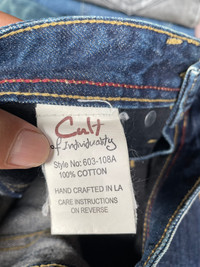 Cult
of Individuality
Style No: 603-108A
100% COTTON
HAND CRAFTED IN LA
CARE INSTRUCTIONS
ON REVERSE